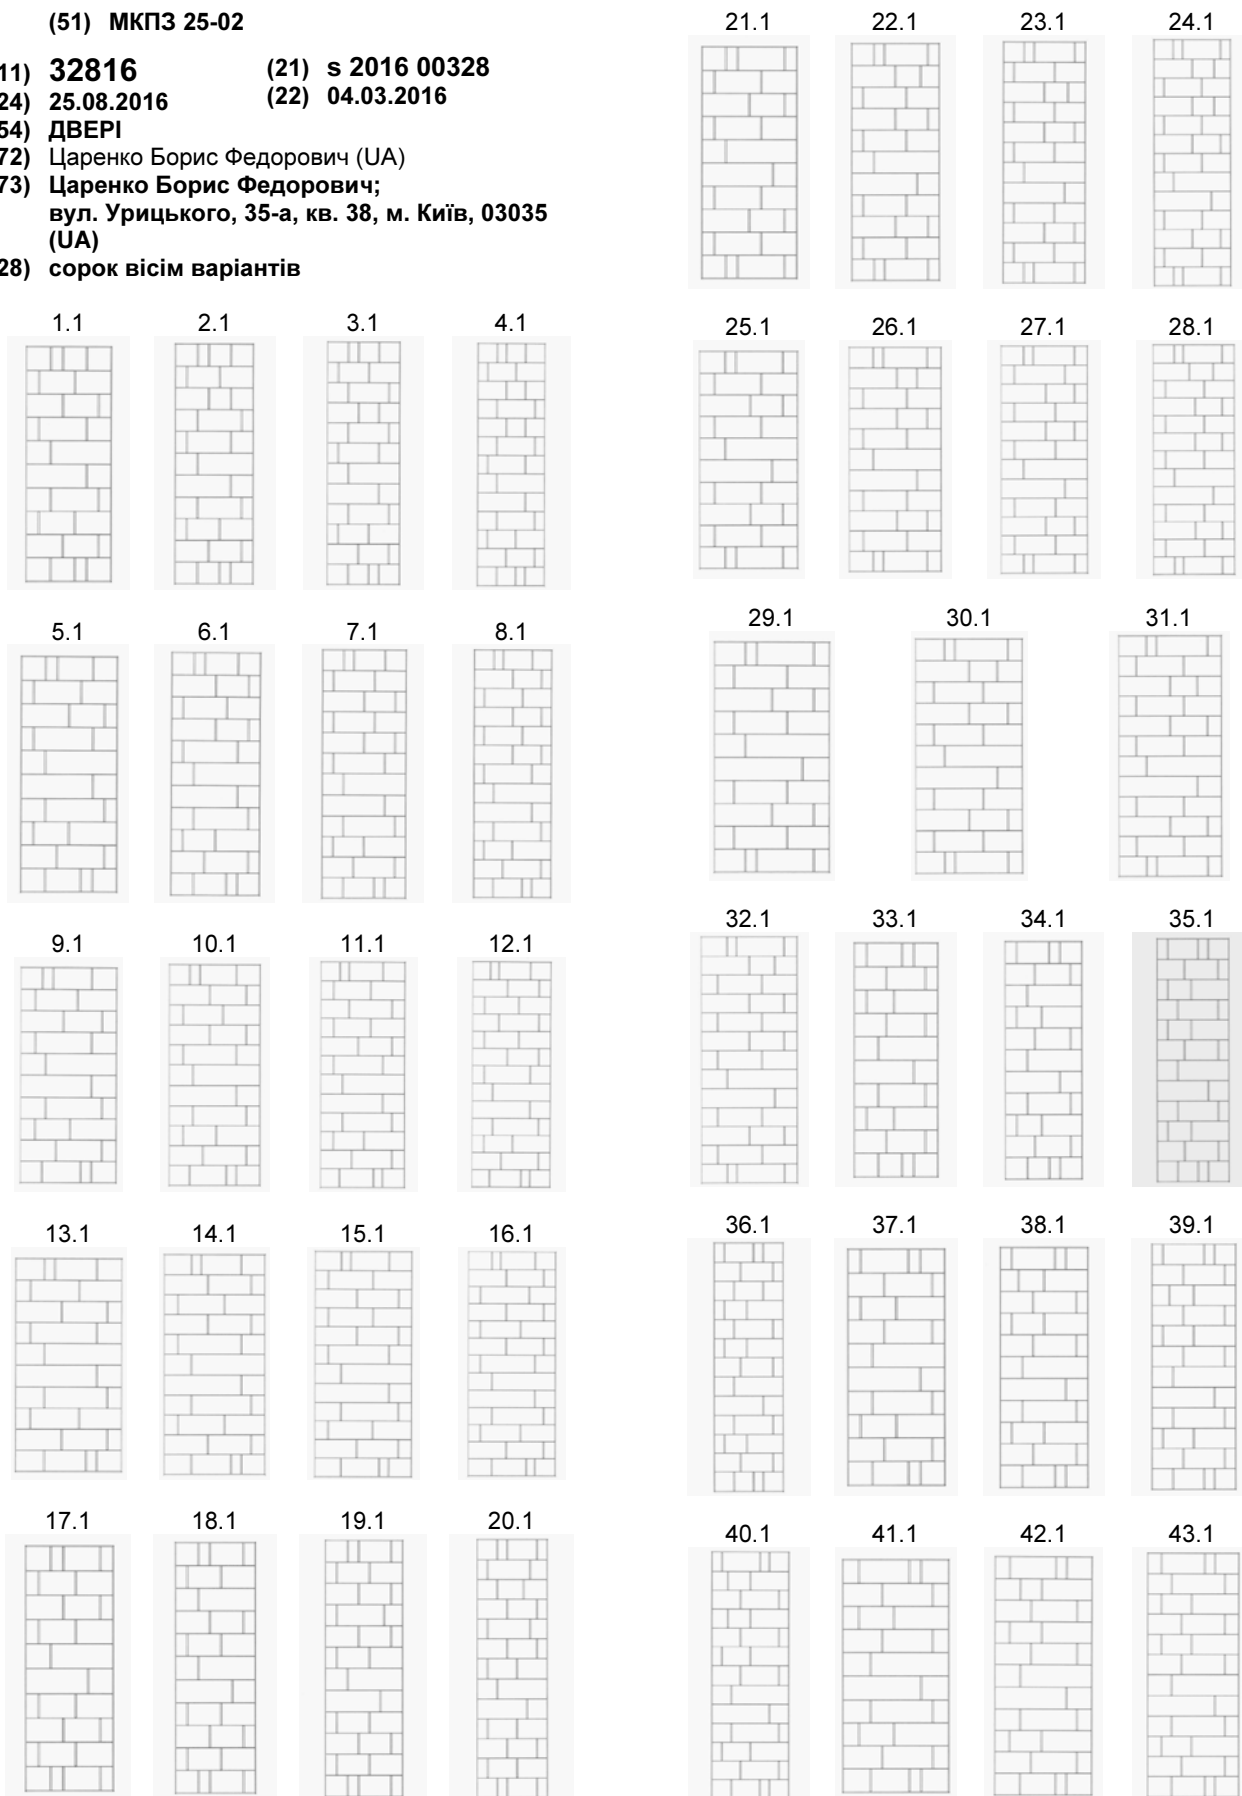 (51) МКПЗ 25-02
11) 32816 (21) s 2016 00328
24) 25.08.2016 (22) 04.03.2016
54) ДВЕРІ
72) Царенко Борис Федорович (UA)
73) Царенко Борис Федорович;
вул. Урицького, 35-а, кв. 38, м. Київ, 03035
(UA)
28) сорок вісім варіантів
1.1 2.1 3.1 4.1
5.1 6.1 7.1 8.1
9.1 10.1 11.1 12.1
13.1 14.1 15.1 16.1
17.1 18.1 19.1 20.1
21.1 22.1 23.1 24.1
25.1 26.1 27.1 28.1
29.1 30.1 31.1
32.1 33.1 34.1 35.1
36.1 37.1 38.1 39.1
40.1 41.1 42.1 43.1